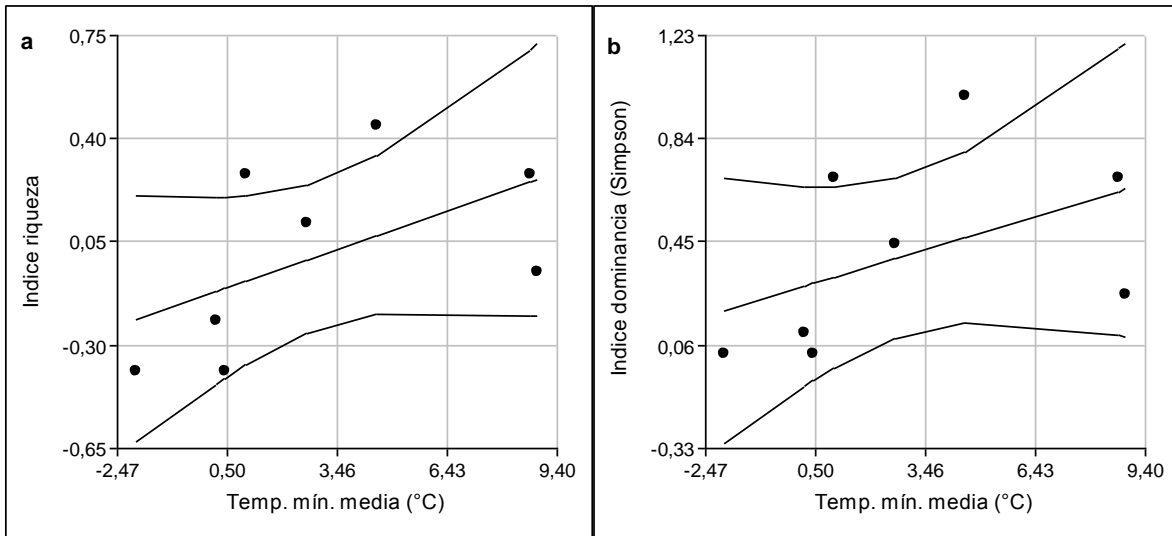 a
0,75
0,40
0,05
-0,30
-0,65
Indice riqueza
-2,47 0,50 3,46 6,43 9,40
Temp. mín. media (°C)
b
1,23
0,84
0,45
0,06
-0,33
Indice dominancia (Simpson)
-2,47 0,50 3,46 6,43 9,40
Temp. mín. media (°C)